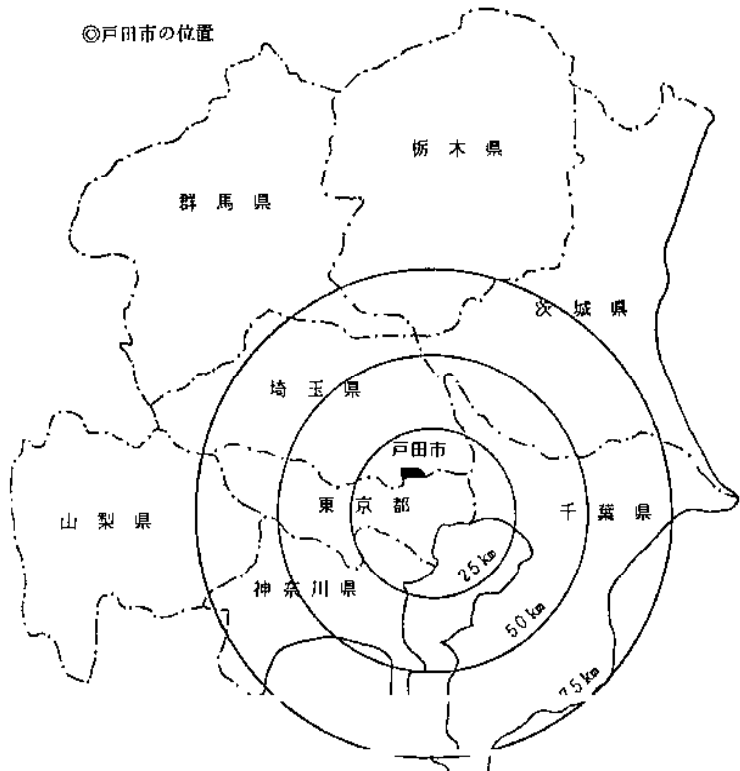 ◎戸田市の位置
栃木県
群馬県
茨城県
埼玉県
戸田市
東京都
千葉県
山梨県
神奈川県
25km
50km
75km